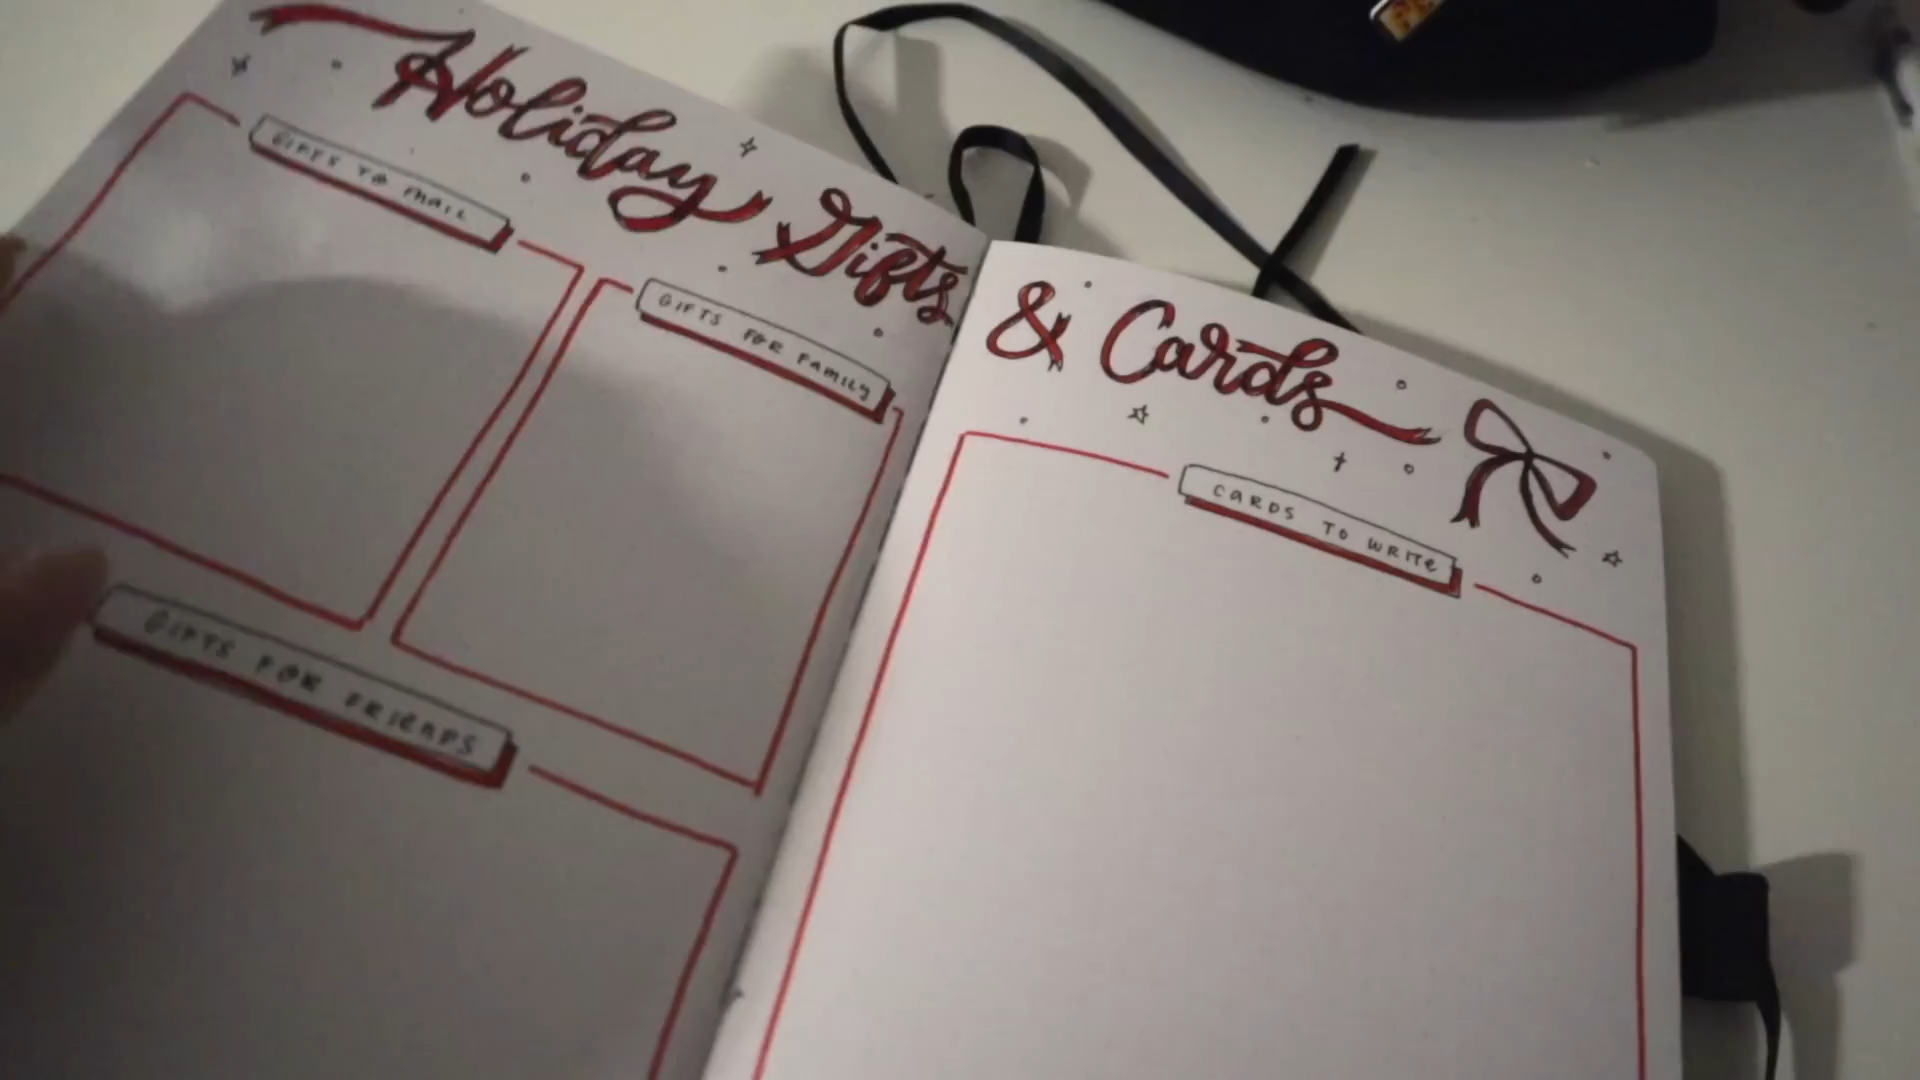 Holiday Gifts & Cards
GIFTS TO MAIL
GIFTS FOR FAMILY
GIFTS FOR FRIENDS
CARDS TO WRITE